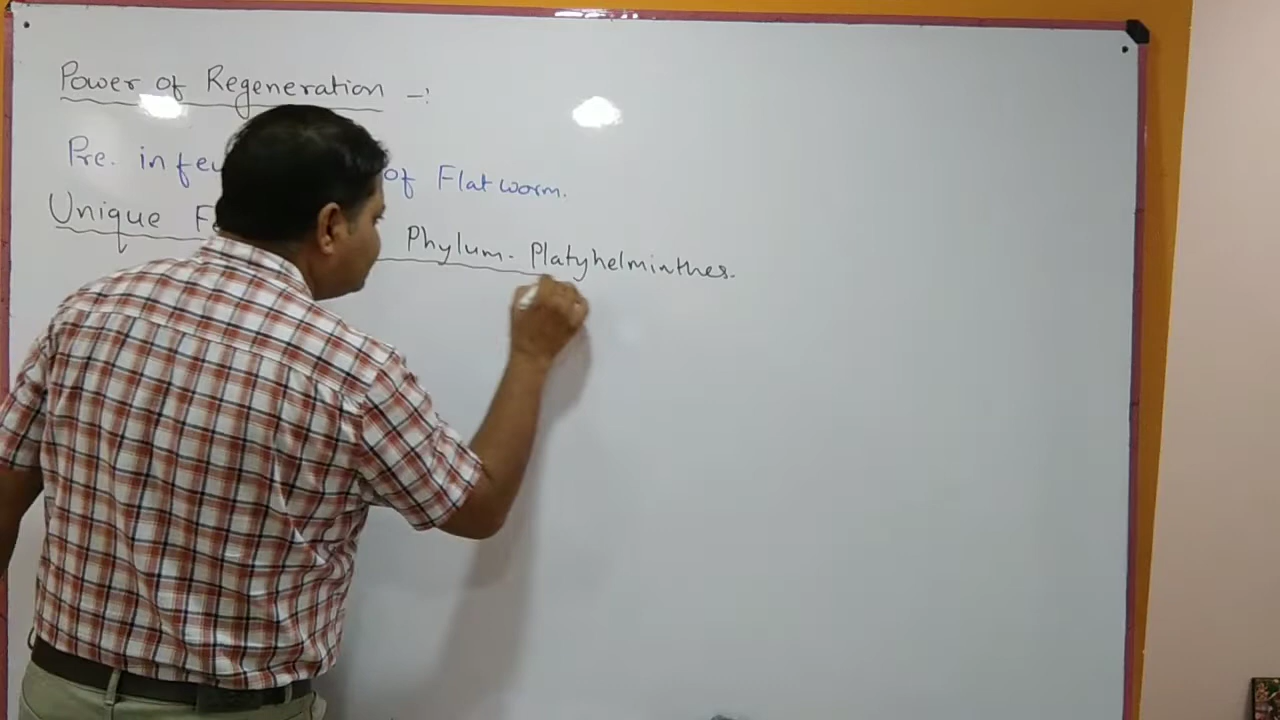 Power of Regeneration -:
Pre. in of Flatworm.
Unique Phylum- Platyhelminthes.